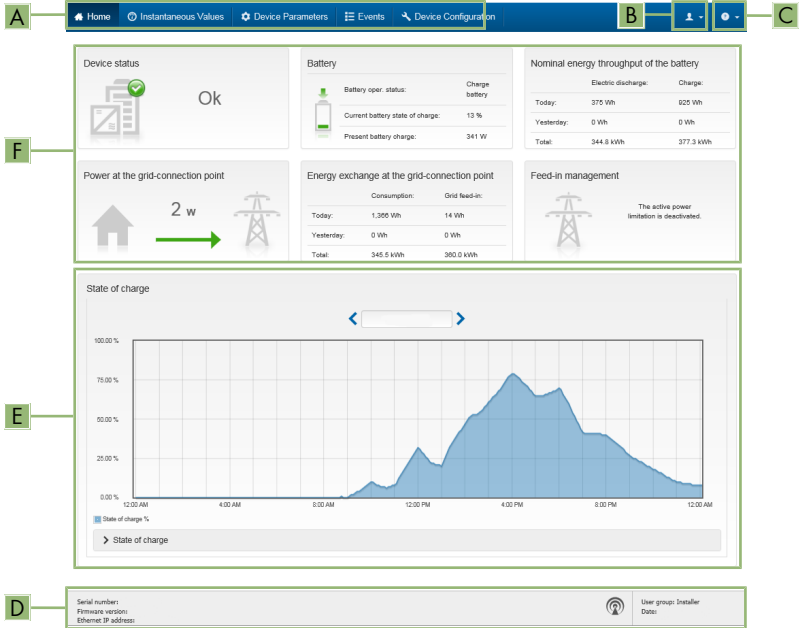 A
Home Instantaneous Values Device Parameters Events Device Configuration
B
C
F
Device status
Ok
Battery
Battery oper. status: Charge battery
Current battery state of charge: 13 %
Present battery charge: 341 W
Nominal energy throughput of the battery
Electric discharge: Charge:
Today: 375 Wh 925 Wh
Yesterday: 0 Wh 0 Wh
Total: 344.8 kWh 377.3 kWh
Power at the grid-connection point
2 W
Energy exchange at the grid-connection point
Consumption: Grid feed-in:
Today: 1,366 Wh 14 Wh
Yesterday: 0 Wh 0 Wh
Total: 345.5 kWh 360.0 kWh
Feed-in management
The active power
limitation is deactivated.
E
State of charge
100.00 %
75.00 %
50.00 %
25.00 %
0.00 %
12:00 AM 4:00 AM 8:00 AM 12:00 PM 4:00 PM 8:00 PM 12:00 AM
State of charge %
State of charge
D
Serial number:
Firmware version:
Ethernet IP address:
User group: Installer
Date: